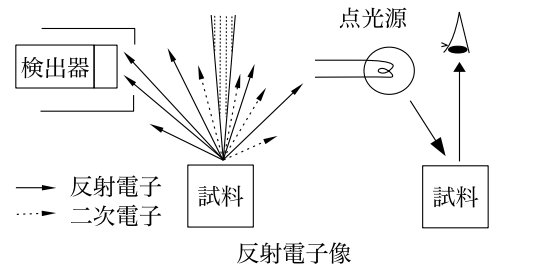 点光源
検出器
試料
試料
反射電子
二次電子
反射電子像